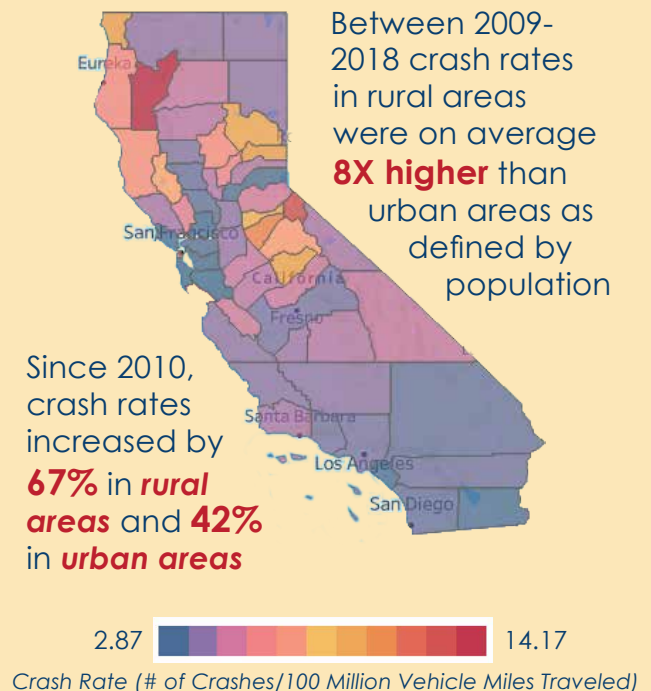 Between 2009-
2018 crash rates
in rural areas
were on average
8X higher than
urban areas as
defined by
population
Eureka
San Francisco
California
Fresno
Santa Barbara
Los Angeles
San Diego
Since 2010,
crash rates
increased by
67% in rural
areas and 42%
in urban areas
2.87
14.17
Crash Rate (# of Crashes/100 Million Vehicle Miles Traveled)